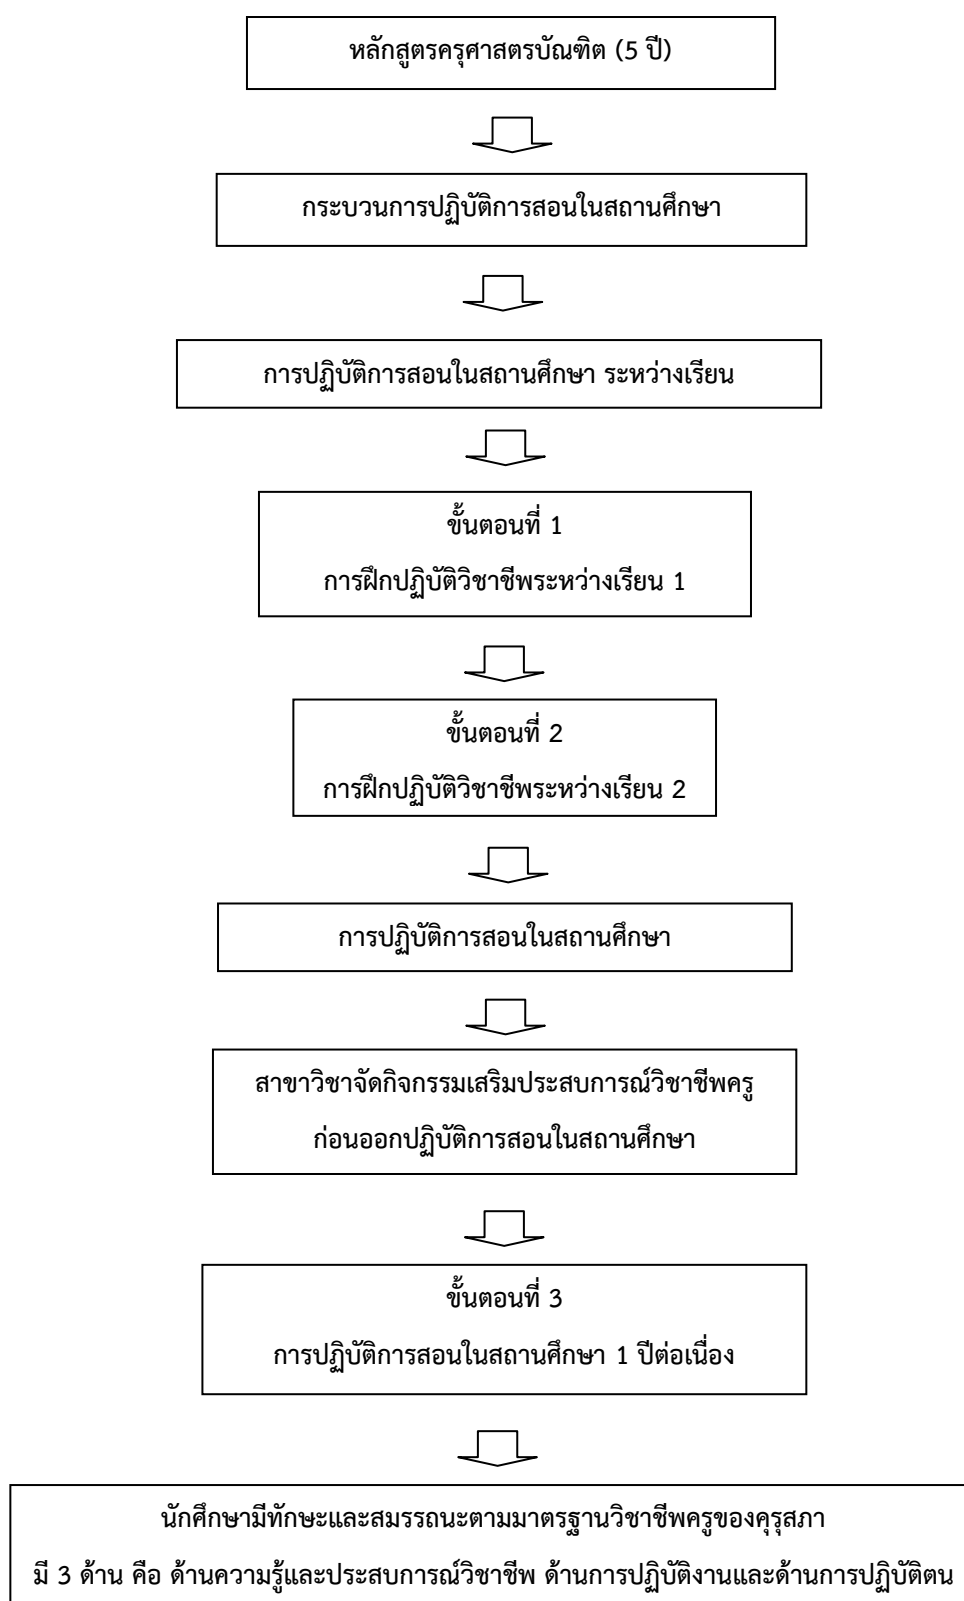 หลักสูตรครุศาสตรบัณฑิต (5 ปี)
กระบวนการปฏิบัติการสอนในสถานศึกษา
การปฏิบัติการสอนในสถานศึกษา ระหว่างเรียน
ขั้นตอนที่ 1
การฝึกปฏิบัติวิชาชีพระหว่างเรียน 1
ขั้นตอนที่ 2
การฝึกปฏิบัติวิชาชีพระหว่างเรียน 2
การปฏิบัติการสอนในสถานศึกษา
สาขาวิชาจัดกิจกรรมเสริมประสบการณ์วิชาชีพครู
ก่อนออกปฏิบัติการสอนในสถานศึกษา
ขั้นตอนที่ 3
การปฏิบัติการสอนในสถานศึกษา 1 ปีต่อเนื่อง
นักศึกษามีทักษะและสมรรถนะตามมาตรฐานวิชาชีพครูของคุรุสภา
มี 3 ด้าน คือ ด้านความรู้และประสบการณ์วิชาชีพ ด้านการปฏิบัติงานและด้านการปฏิบัติตน